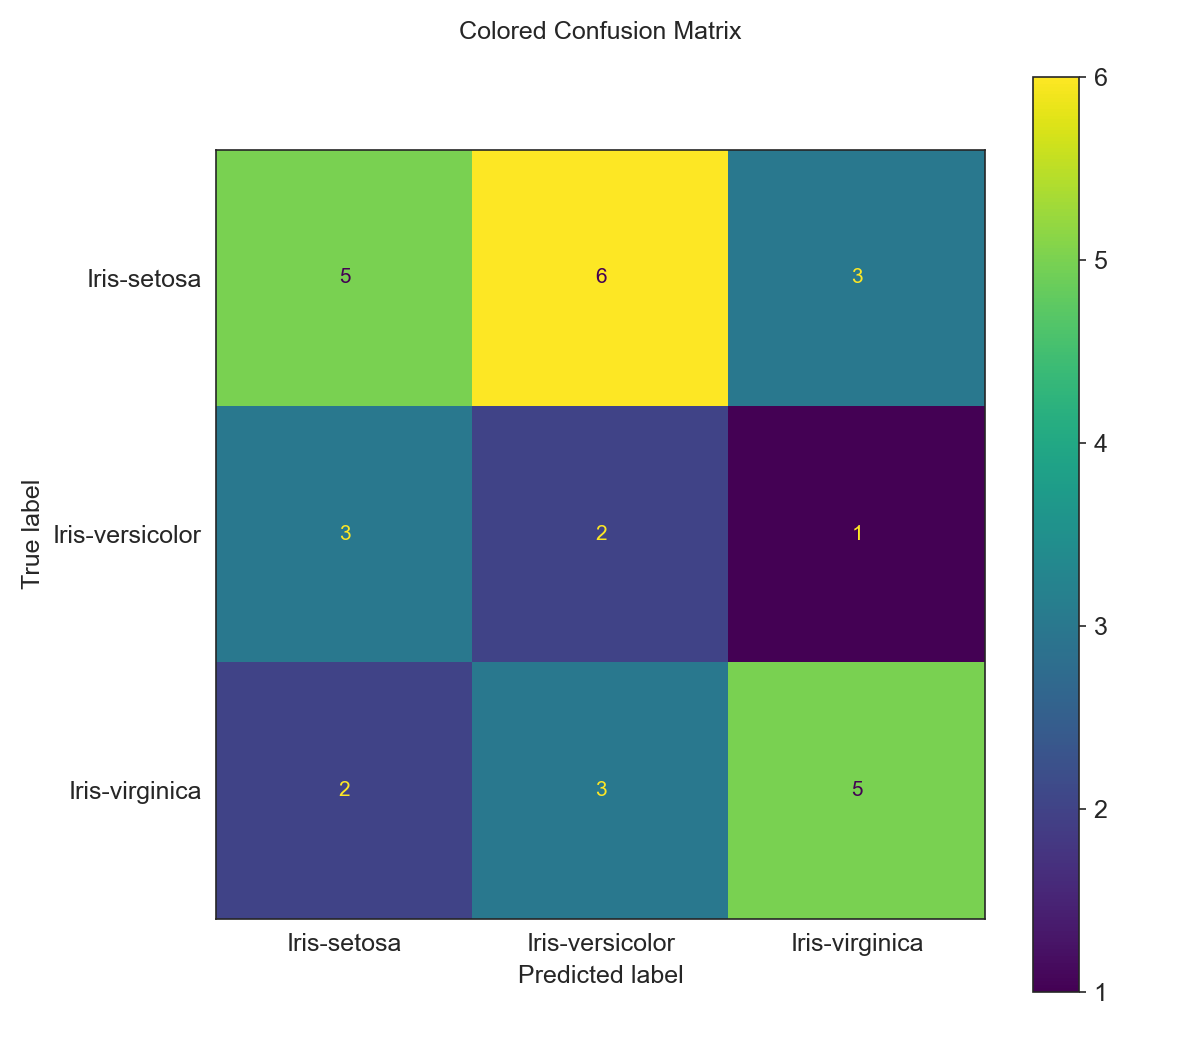 Colored Confusion Matrix
6
5
4
3
2
1
True label
Iris-setosa
5 6 3
Iris-versicolor
3 2 1
Iris-virginica
2 3 5
Iris-setosa Iris-versicolor Iris-virginica
Predicted label